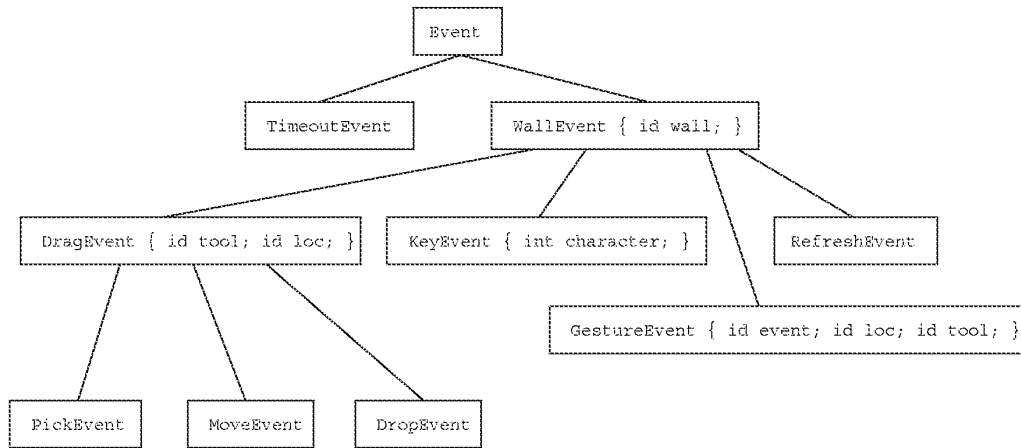 Event
TimeoutEvent
WallEvent { id wall; }
DragEvent { id tool; id loc; }
KeyEvent { int character; }
RefreshEvent
GestureEvent { id event; id loc; id tool; }
PickEvent
MoveEvent
DropEvent